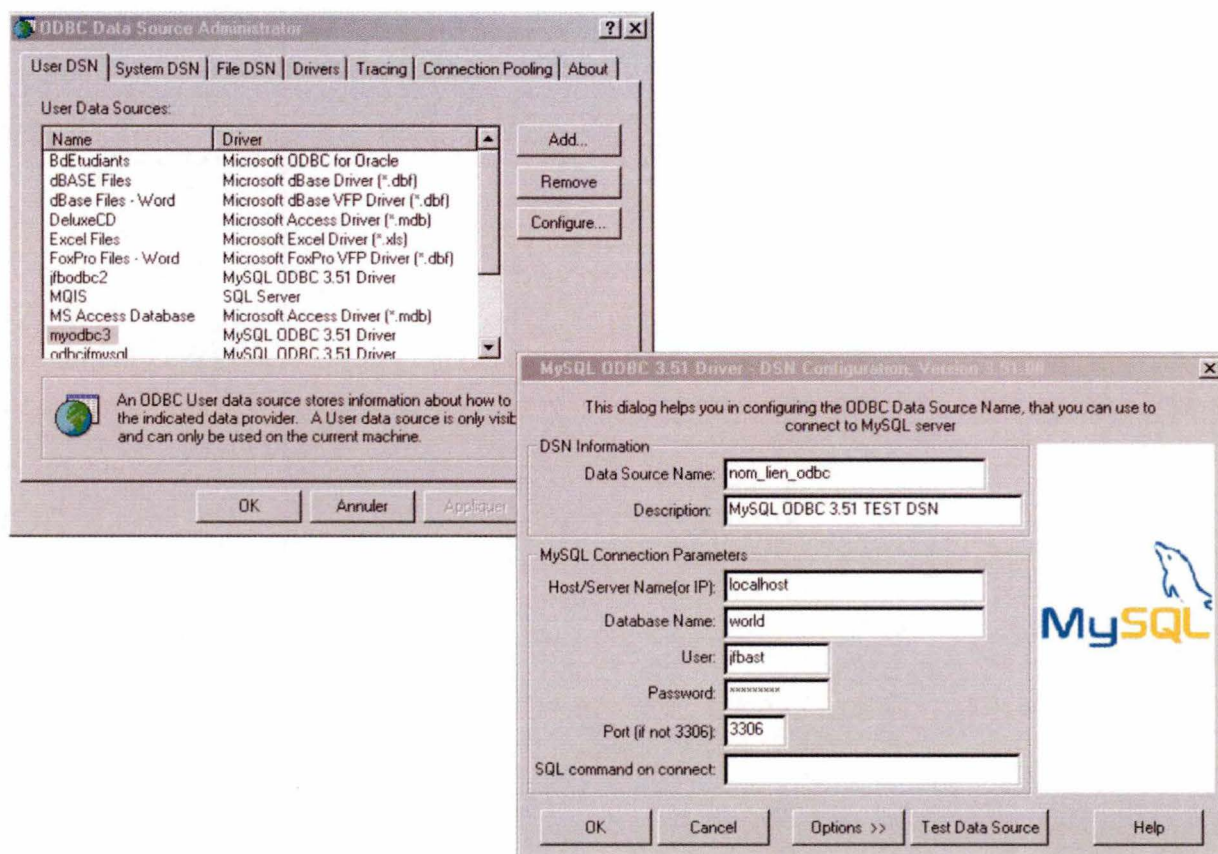 ODBC Data Source Administrator
User DSN System DSN File DSN Drivers Tracing Connection Pooling About
User Data Sources:
Name Driver
BdEtudiants Microsoft ODBC for Oracle
dBASE Files Microsoft dBase Driver (*.dbf)
dBase Files - Word Microsoft dBase VFP Driver (*.dbf)
DeluxeCD Microsoft Access Driver (*.mdb)
Excel Files Microsoft Excel Driver (*.xls)
FoxPro Files - Word Microsoft FoxPro VFP Driver (*.dbf)
jfbodbc2 MySQL ODBC 3.51 Driver
MQIS SQL Server
MS Access Database Microsoft Access Driver (*.mdb)
myodbc3 MySQL ODBC 3.51 Driver
MySQL ODBC 3.51 Driver
Add...
Remove
Configure...
An ODBC User data source stores information about how to
the indicated data provider. A User data source is only
and can only be used on the current machine.
OK Annuler Appliquer
MySQL ODBC 3.51 Driver - DSN Configuration, Version
This dialog helps you in configuring the ODBC Data Source Name, that you can use to
connect to MySQL server
DSN Information
Data Source Name: nom_lien_odbc
Description: MySQL ODBC 3.51 TEST DSN
MySQL Connection Parameters
Host/Server Name(or IP): localhost
Database Name: world
User: jfbast
Password: *********
Port (if not 3306): 3306
SQL command on connect:
MySQL
OK Cancel Options >> Test Data Source Help